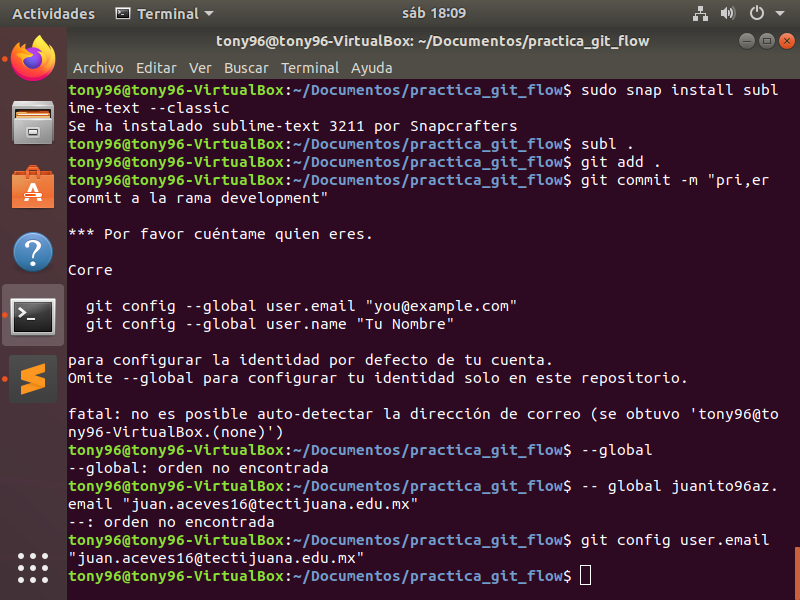 Actividades Terminal sáb 18:09
tony96@tony96-VirtualBox: ~/Documentos/practica_git_flow
Archivo Editar Ver Buscar Terminal Ayuda
tony96@tony96-VirtualBox:~/Documentos/practica_git_flow$ sudo snap install subl
ime-text --classic
Se ha instalado sublime-text 3211 por Snapcrafters
tony96@tony96-VirtualBox:~/Documentos/practica_git_flow$ subl .
tony96@tony96-VirtualBox:~/Documentos/practica_git_flow$ git add .
tony96@tony96-VirtualBox:~/Documentos/practica_git_flow$ git commit -m "pri,er
commit a la rama development"
*** Por favor cuéntame quien eres.
Corre
git config --global user.email "you@example.com"
git config --global user.name "Tu Nombre"
para configurar la identidad por defecto de tu cuenta.
Omite --global para configurar tu identidad solo en este repositorio.
fatal: no es posible auto-detectar la dirección de correo (se obtuvo 'tony96@to
ny96-VirtualBox.(none)')
tony96@tony96-VirtualBox:~/Documentos/practica_git_flow$ --global
--global: orden no encontrada
tony96@tony96-VirtualBox:~/Documentos/practica_git_flow$ -- global juanito96az.
email "juan.aceves16@tectijuana.edu.mx"
--: orden no encontrada
tony96@tony96-VirtualBox:~/Documentos/practica_git_flow$ git config user.email
"juan.aceves16@tectijuana.edu.mx"
tony96@tony96-VirtualBox:~/Documentos/practica_git_flow$